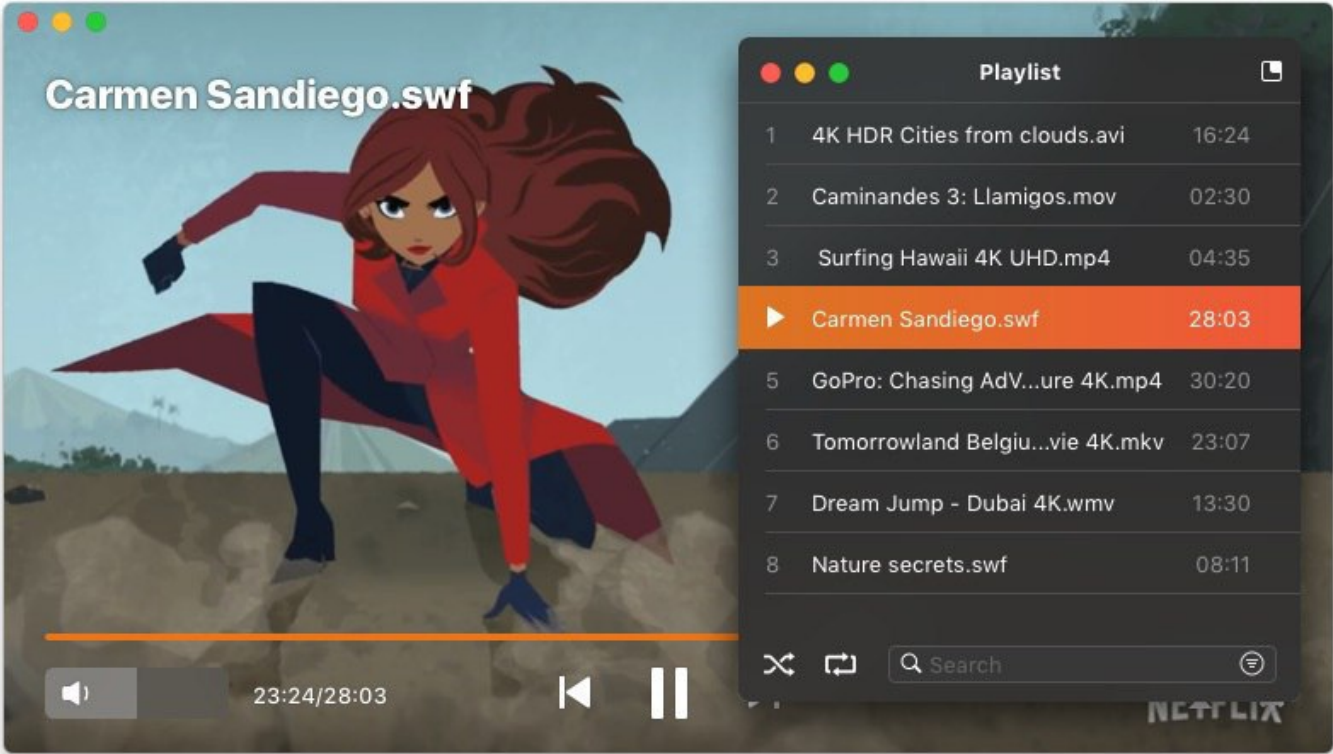 Carmen Sandiego.swf
Playlist
1 4K HDR Cities from clouds.avi 16:24
2 Caminandes 3: Llamigos.mov 02:30
3 Surfing Hawaii 4K UHD.mp4 04:35
Carmen Sandiego.swf 28:03
5 GoPro: Chasing AdV...ure 4K.mp4 30:20
6 Tomorrowland Belgiu...vie 4K.mkv 23:07
7 Dream Jump - Dubai 4K.wmv 13:30
8 Nature secrets.swf 08:11
Search
23:24/28:03
NETFLIX